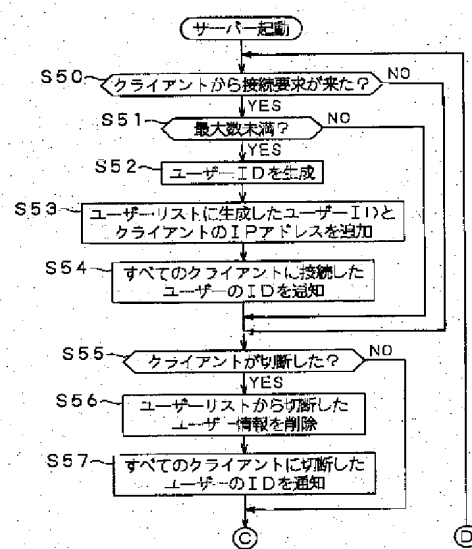 サーバー起動
S50 クライアントから接続要求が来た? NO
YES
S51 最大数未満? NO
YES
S52 ユーザーIDを生成
S53 ユーザーリストに生成したユーザーIDと
クライアントのIPアドレスを追加
S54 すべてのクライアントに接続した
ユーザーのIDを通知
S55 クライアントが切断した? NO
YES
S56 ユーザーリストから切断した
ユーザー情報を削除
S57 すべてのクライアントに切断した
ユーザーのIDを通知
C D